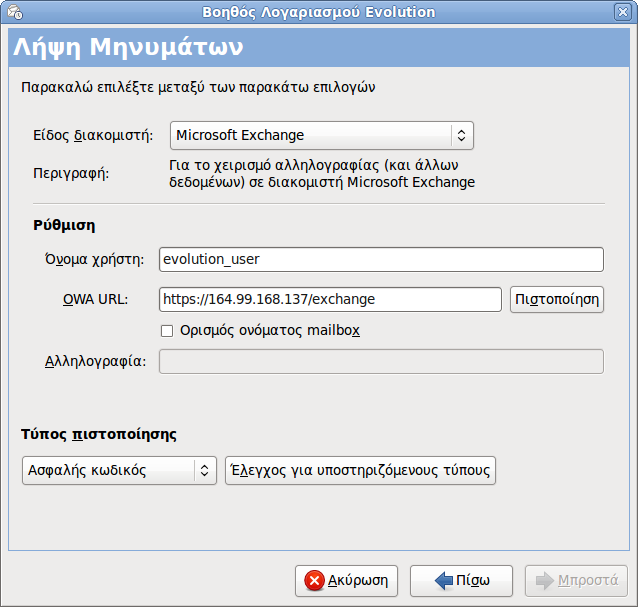 Βοηθός Λογαριασμού Evolution
Λήψη Μηνυμάτων
Παρακαλώ επιλέξτε μεταξύ των παρακάτω επιλογών
Είδος διακομιστή: Microsoft Exchange
Περιγραφή: Για το χειρισμό αλληλογραφίας (και άλλων
δεδομένων) σε διακομιστή Microsoft Exchange
Ρύθμιση
Όνομα χρήστη: evolution_user
OWA URL: https://164.99.168.137/exchange Πιστοποίηση
Ορισμός ονόματος mailbox
Αλληλογραφία:
Τύπος πιστοποίησης
Ασφαλής κωδικός Έλεγχος για υποστηριζόμενους τύπους
Ακύρωση Πίσω Μπροστά